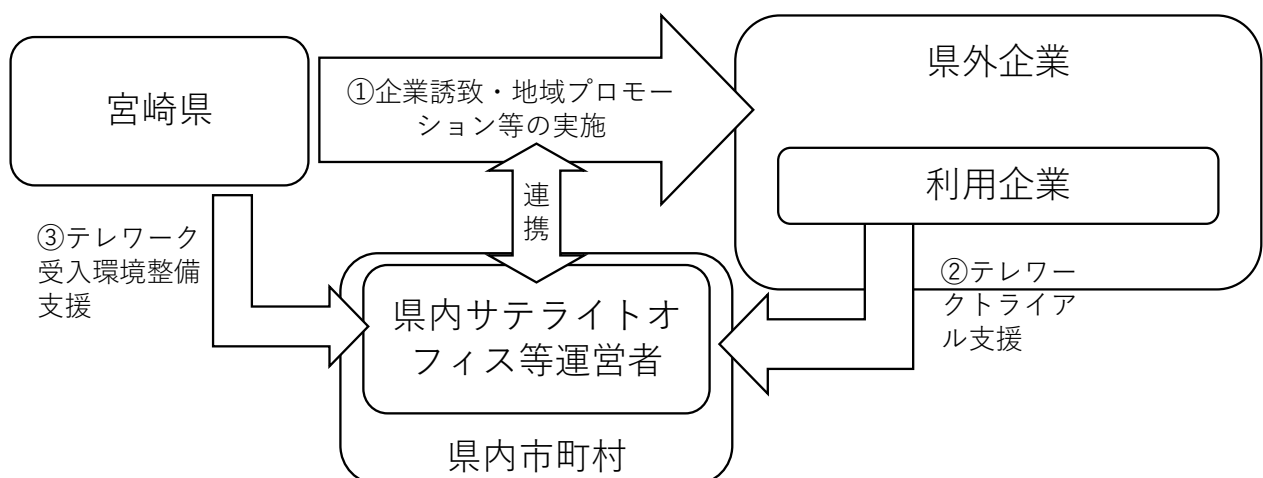 宮崎県
①企業誘致・地域プロモー
ション等の実施
県外企業
利用企業
連
携
③テレワーク
受入環境整備
支援
②テレワー
クトライア
ル支援
県内サテライトオ
フィス等運営者
県内市町村